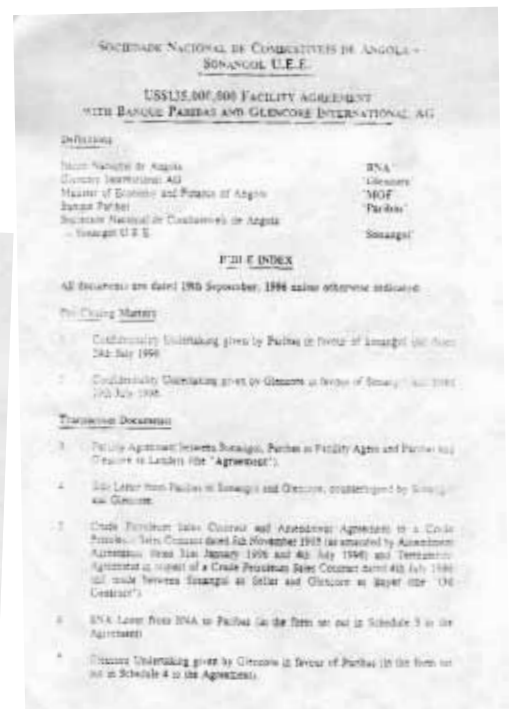 SOCIEDADE NACIONAL DE COMBUSTIVEIS DE ANGOLA -
SONANGOL U.E.E.
US$135,000,000 FACILITY AGREEMENT
WITH BANQUE PARIBAS AND GLENCORE INTERNATIONAL AG
Definitions
Banco Nacional de Angola "BNA"
Glencore International AG "Glencore"
Minister of Economy and Finance of Angola "MOF"
Banque Paribas "Paribas"
Sociedade Nacional de Combustiveis de Angola
- Sonangol U.E.E. "Sonangol"
BIBLE INDEX
All documents are dated 19th September, 1996 unless otherwise indicated
Pre-Closing Matters
Confidentiality Undertaking given by Paribas in favour of Sonangol
July 1996
2. Confidentiality Undertaking given by Glencore in favour of Sonangol
July 1996
Transaction Documents
3. Facility Agreement between Sonangol, Paribas as Facility Agent and Paribas and
Glencore as Lenders (the "Agreement").
4. Side Letter from Paribas to Sonangol and Glencore, countersigned by Sonangol
and Glencore
5. Crude Petroleum Sales Contract and Amendment Agreement to a Crude
Petroleum Sales Contract dated November 1995 (as amended by Amendment
Agreements dated 31st January 1996 and 4th July 1996) and Termination
Agreement in respect of a Crude Petroleum Sales Contract dated 4th July 1996
(all made between Sonangol as Seller and Glencore as Buyer (the "Oil
Contract")
6. BNA Letter from BNA to Paribas (in the form set out in Schedule 3 to the
Agreement)
Glencore Undertaking given by Glencore in favour of Paribas (in the form set
out in Schedule 4 to the Agreement).